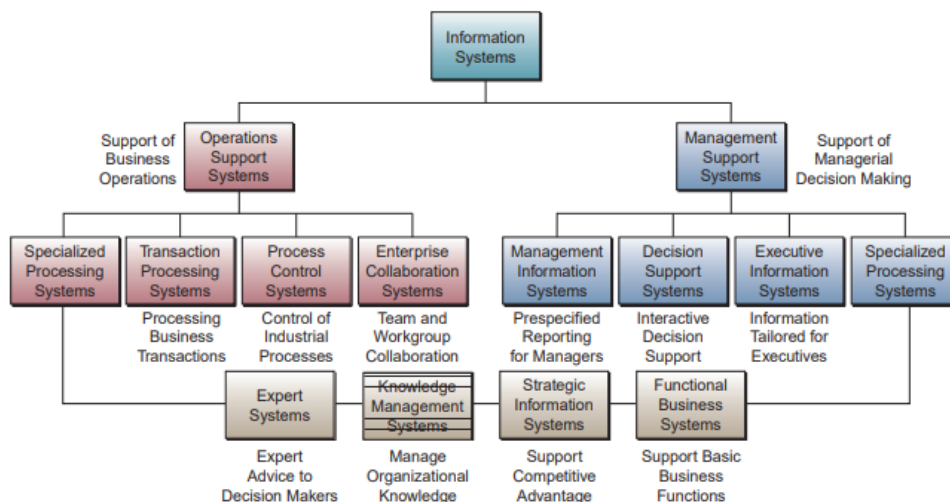 Information
Systems
Support of
Business
Operations
Operations
Support
Systems
Management
Support
Systems
Support of
Managerial
Decision Making
Specialized
Processing
Systems
Transaction
Processing
Systems
Process
Control
Systems
Enterprise
Collaboration
Systems
Management
Information
Systems
Decision
Support
Systems
Executive
Information
Systems
Specialized
Processing
Systems
Processing
Business
Transactions
Control of
Industrial
Processes
Team and
Workgroup
Collaboration
Prespecified
Reporting
for Managers
Interactive
Decision
Support
Information
Tailored for
Executives
Expert
Systems
Knowledge
Management
Systems
Strategic
Information
Systems
Functional
Business
Systems
Expert
Advice to
Decision Makers
Manage
Organizational
Knowledge
Support
Competitive
Advantage
Support Basic
Business
Functions